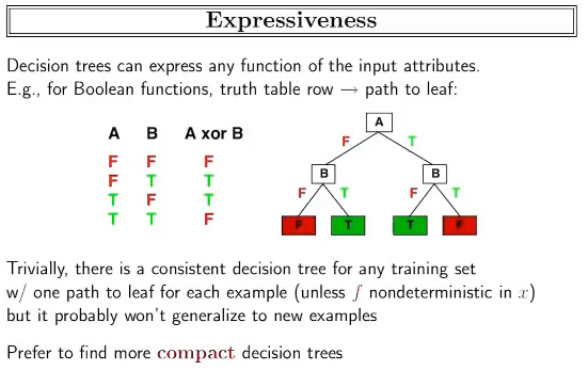 Expressiveness
Decision trees can express any function of the input attributes.
E.g., for Boolean functions, truth table row → path to leaf:
A B A xor B
F F F
F T T
T F T
T T F
A
F T
B B
F T F T
F T T F
Trivially, there is a consistent decision tree for any training set
w/ one path to leaf for each example (unless f nondeterministic in x)
but it probably won't generalize to new examples
Prefer to find more compact decision trees